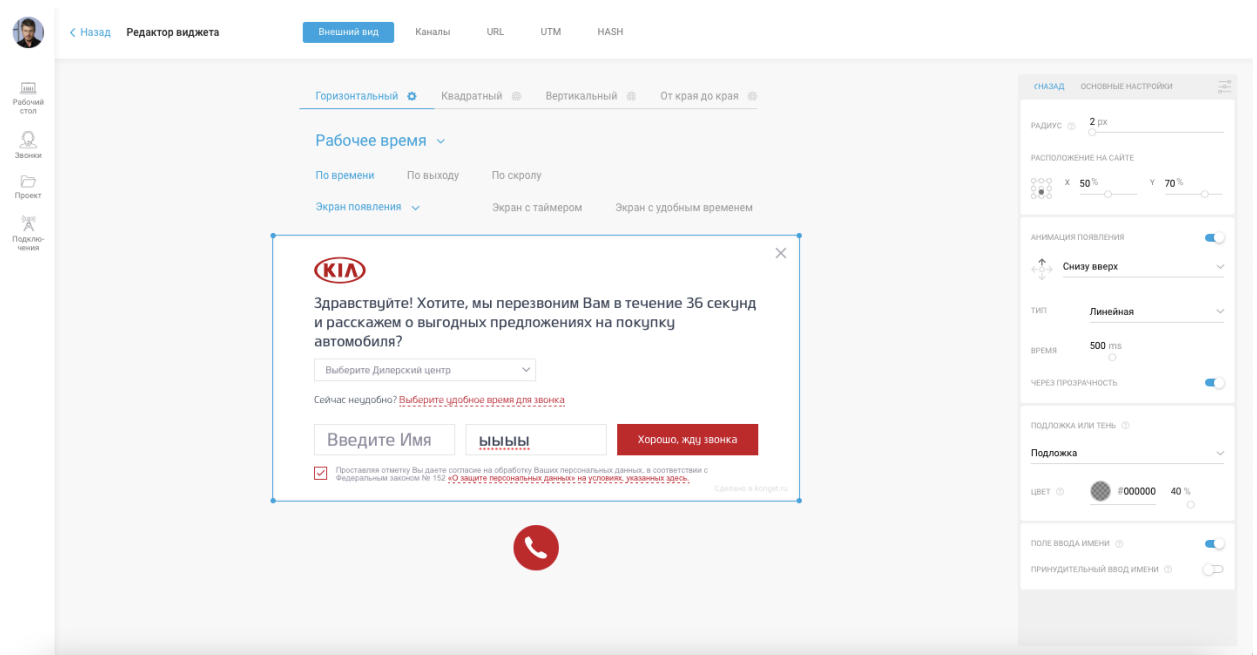 Назад Редактор виджета Внешний вид Каналы URL UTM HASH
Рабочий
стол
Звонки
Проект
Подклю-
чения
Горизонтальный Квадратный Вертикальный От края до края
Рабочее время
По времени По выходу По скролу
Экран появления Экран с таймером Экран с удобным временем
KIA
Здравствуйте! Хотите, мы перезвоним Вам в течение 36 секунд
и расскажем о выгодных предложениях на покупку
автомобиля?
Выберите Дилерский центр
Сейчас неудобно? Выберите удобное время для звонка
Введите Имя ыыыы Хорошо, жду звонка
Проставляя отметку Вы даете согласие на обработку Ваших персональных данных, в соответствии с
Федеральным законом № 152 «О защите персональных данных» на условиях, указанных здесь.
Сделано в konget.ru
НАЗАД ОСНОВНЫЕ НАСТРОЙКИ
РАДИУС ? 2 px
РАСПОЛОЖЕНИЕ НА САЙТЕ
X 50 % Y 70 %
АНИМАЦИЯ ПОЯВЛЕНИЯ
Снизу вверх
ТИП Линейная
ВРЕМЯ 500 ms
ЧЕРЕЗ ПРОЗРАЧНОСТЬ
ПОДЛОЖКА ИЛИ ТЕНЬ ?
Подложка
ЦВЕТ ? #000000 40 %
ПОЛЕ ВВОДА ИМЕНИ ?
ПРИНУДИТЕЛЬНЫЙ ВВОД ИМЕНИ ?